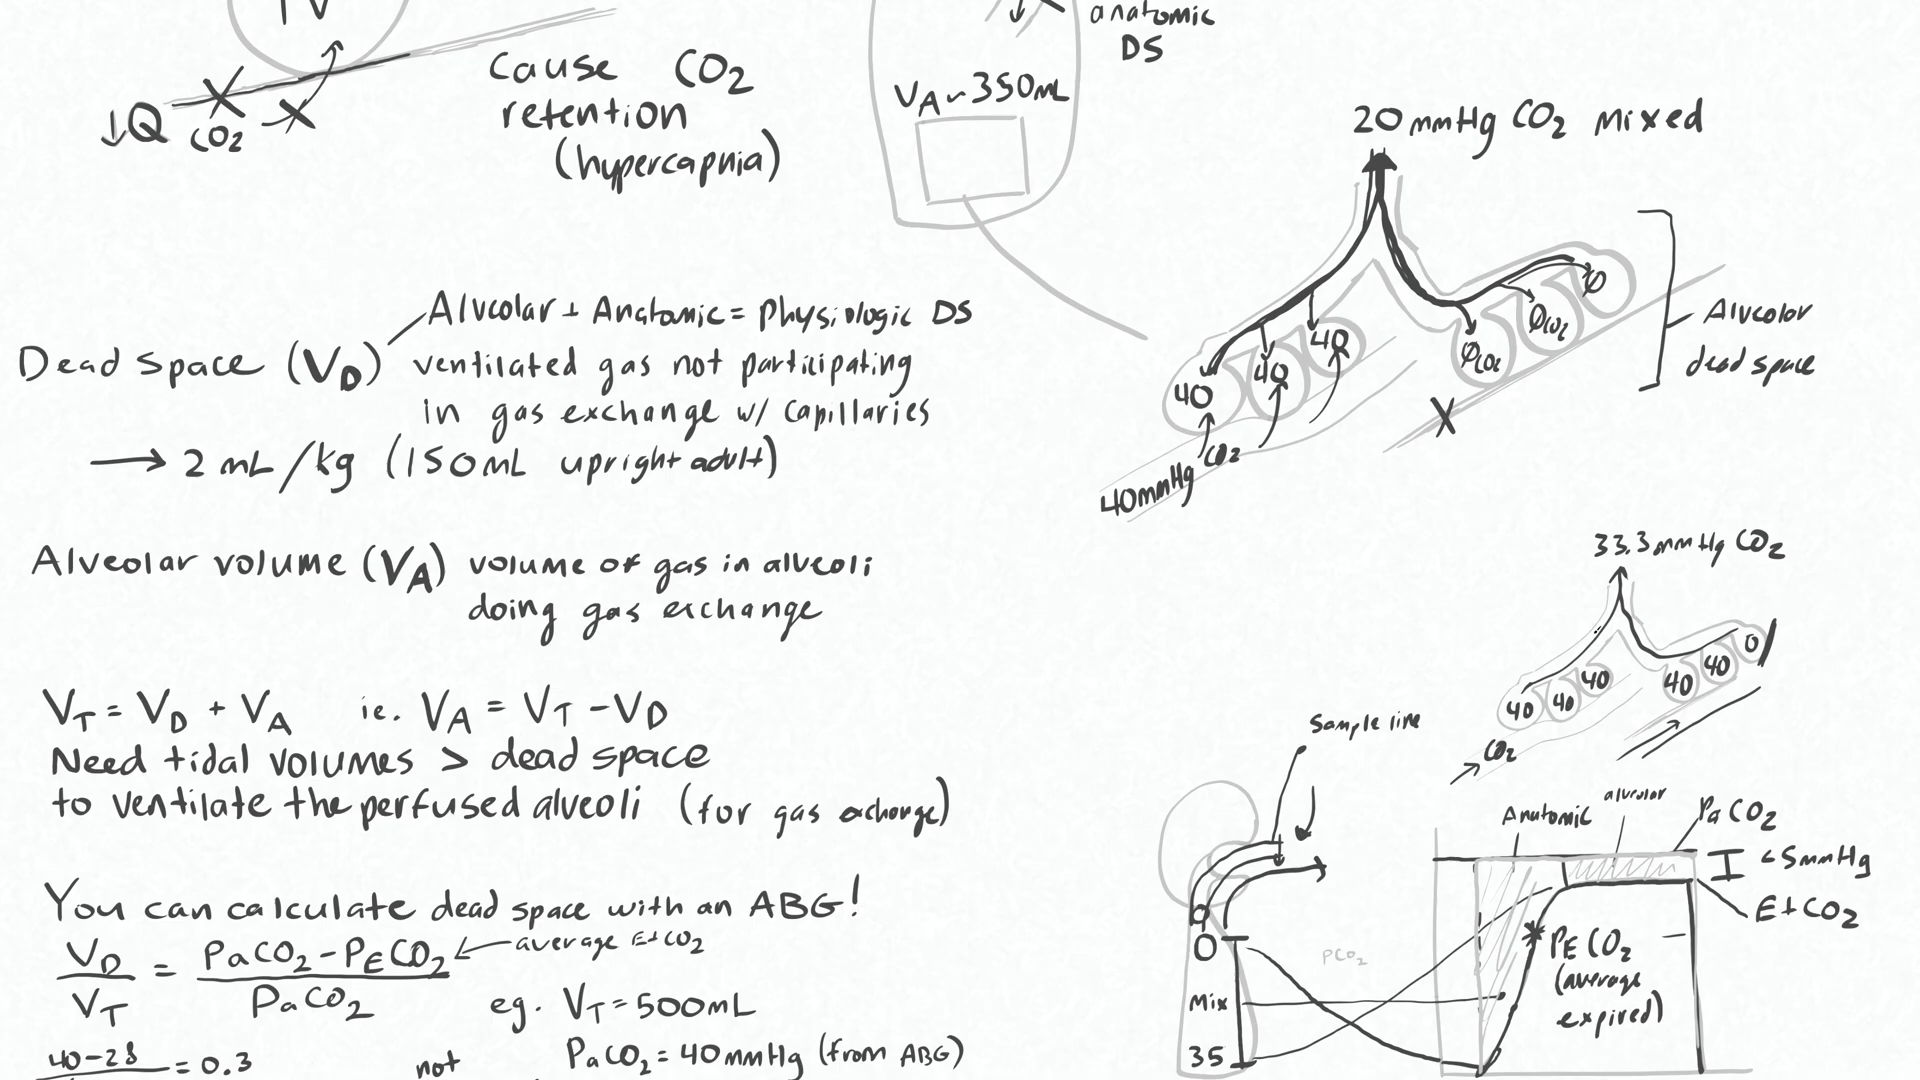 TV
↓Q
CO2
Cause CO2
retention
(hypercapnia)
anatomic
DS
VA ~ 350mL
20 mmHg CO2 mixed
40
40
40
φCO2
φCO2
φ
CO2
40mmHg
Alveolar
dead space
Alveolar + Anatomic = Physiologic DS
Dead Space (VD) ventilated gas not participating
in gas exchange w/ capillaries
→ 2 mL/kg (150mL upright adult)
Alveolar volume (VA) volume of gas in alveoli
doing gas exchange
VT = VD + VA ie. VA = VT - VD
Need tidal volumes > dead space
to ventilate the perfused alveoli (for gas exchange)
You can calculate dead space with an ABG!
VD/VT = PaCO2 - PECO2/PaCO2 ← average EtCO2
eg. VT = 500mL
PaCO2 = 40 mmHg (from ABG)
40-28 = 0.3
not
33.3 mmHg CO2
40
40
40
40
40
0
CO2
Sample line
0
Mix
35
PCO2
Anatomic
alveolar
PaCO2
<5mmHg
EtCO2
PECO2
(average
expired)